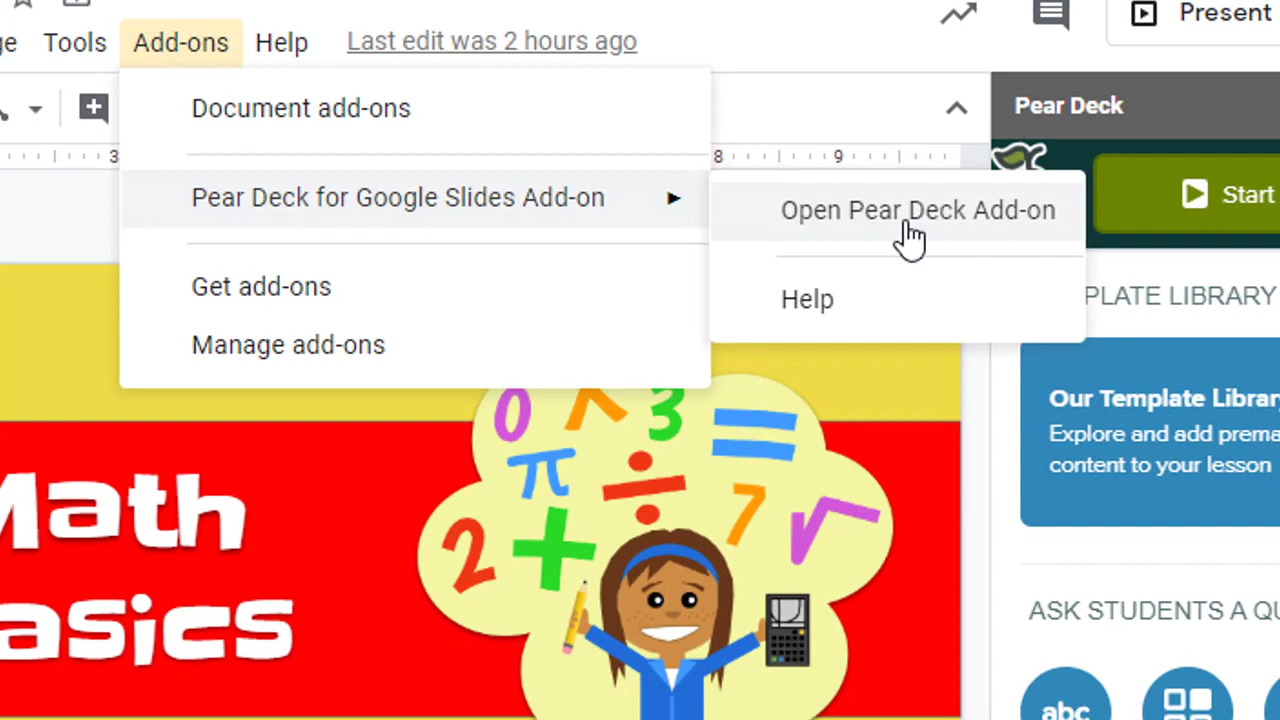 Present
Tools Add-ons Help Last edit was 2 hours ago
Document add-ons
Pear Deck
3 8 9
Pear Deck for Google Slides Add-on
Open Pear Deck Add-on
Start
Get add-ons
Help
PLATE LIBRARY
Manage add-ons
Our Template Library
Explore and add prema
content to your lesson
0 3 =
π ÷ 7 √
2 +
Math
asics
ASK STUDENTS A QU
abc